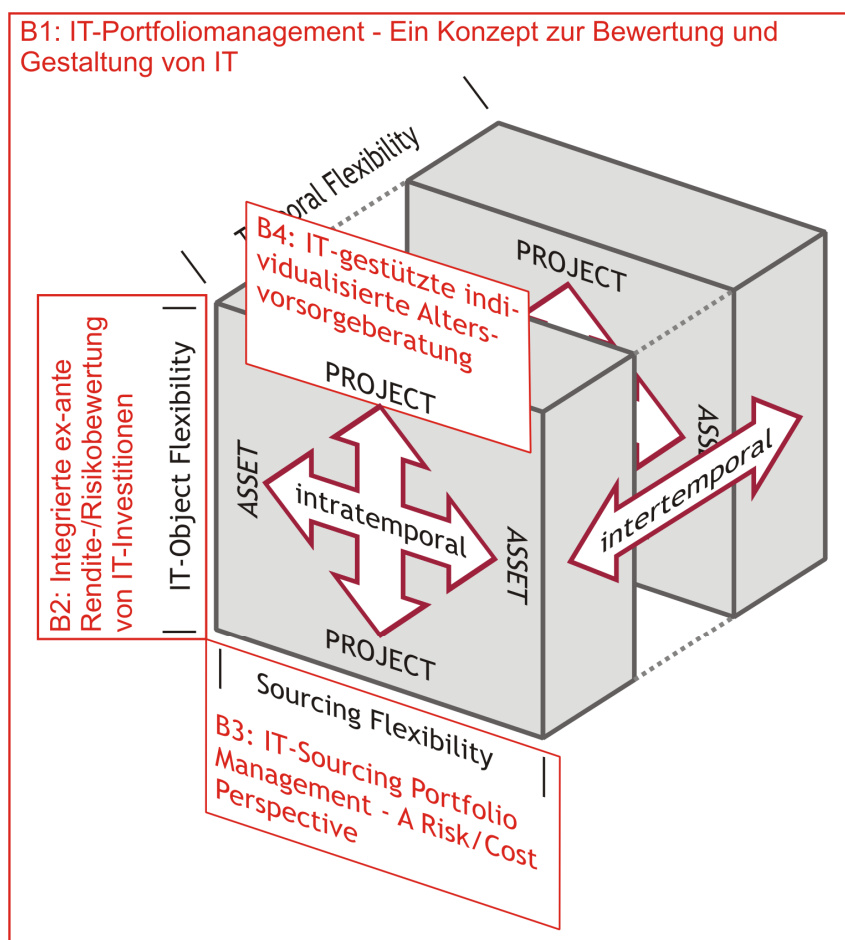 B1: IT-Portfoliomanagement - Ein Konzept zur Bewertung und
Gestaltung von IT
Temporal Flexibility
B4: IT-gestützte indi-
vidualisierte Alters-
vorsorgeberatung
PROJECT
ASSET
B2: Integrierte ex-ante
Rendite-/Risikobewertung
von IT-Investitionen
IT-Object Flexibility
PROJECT
ASSET
intratemporal
ASSET
PROJECT
intertemporal
Sourcing Flexibility
B3: IT-Sourcing Portfolio
Management - A Risk/Cost
Perspective